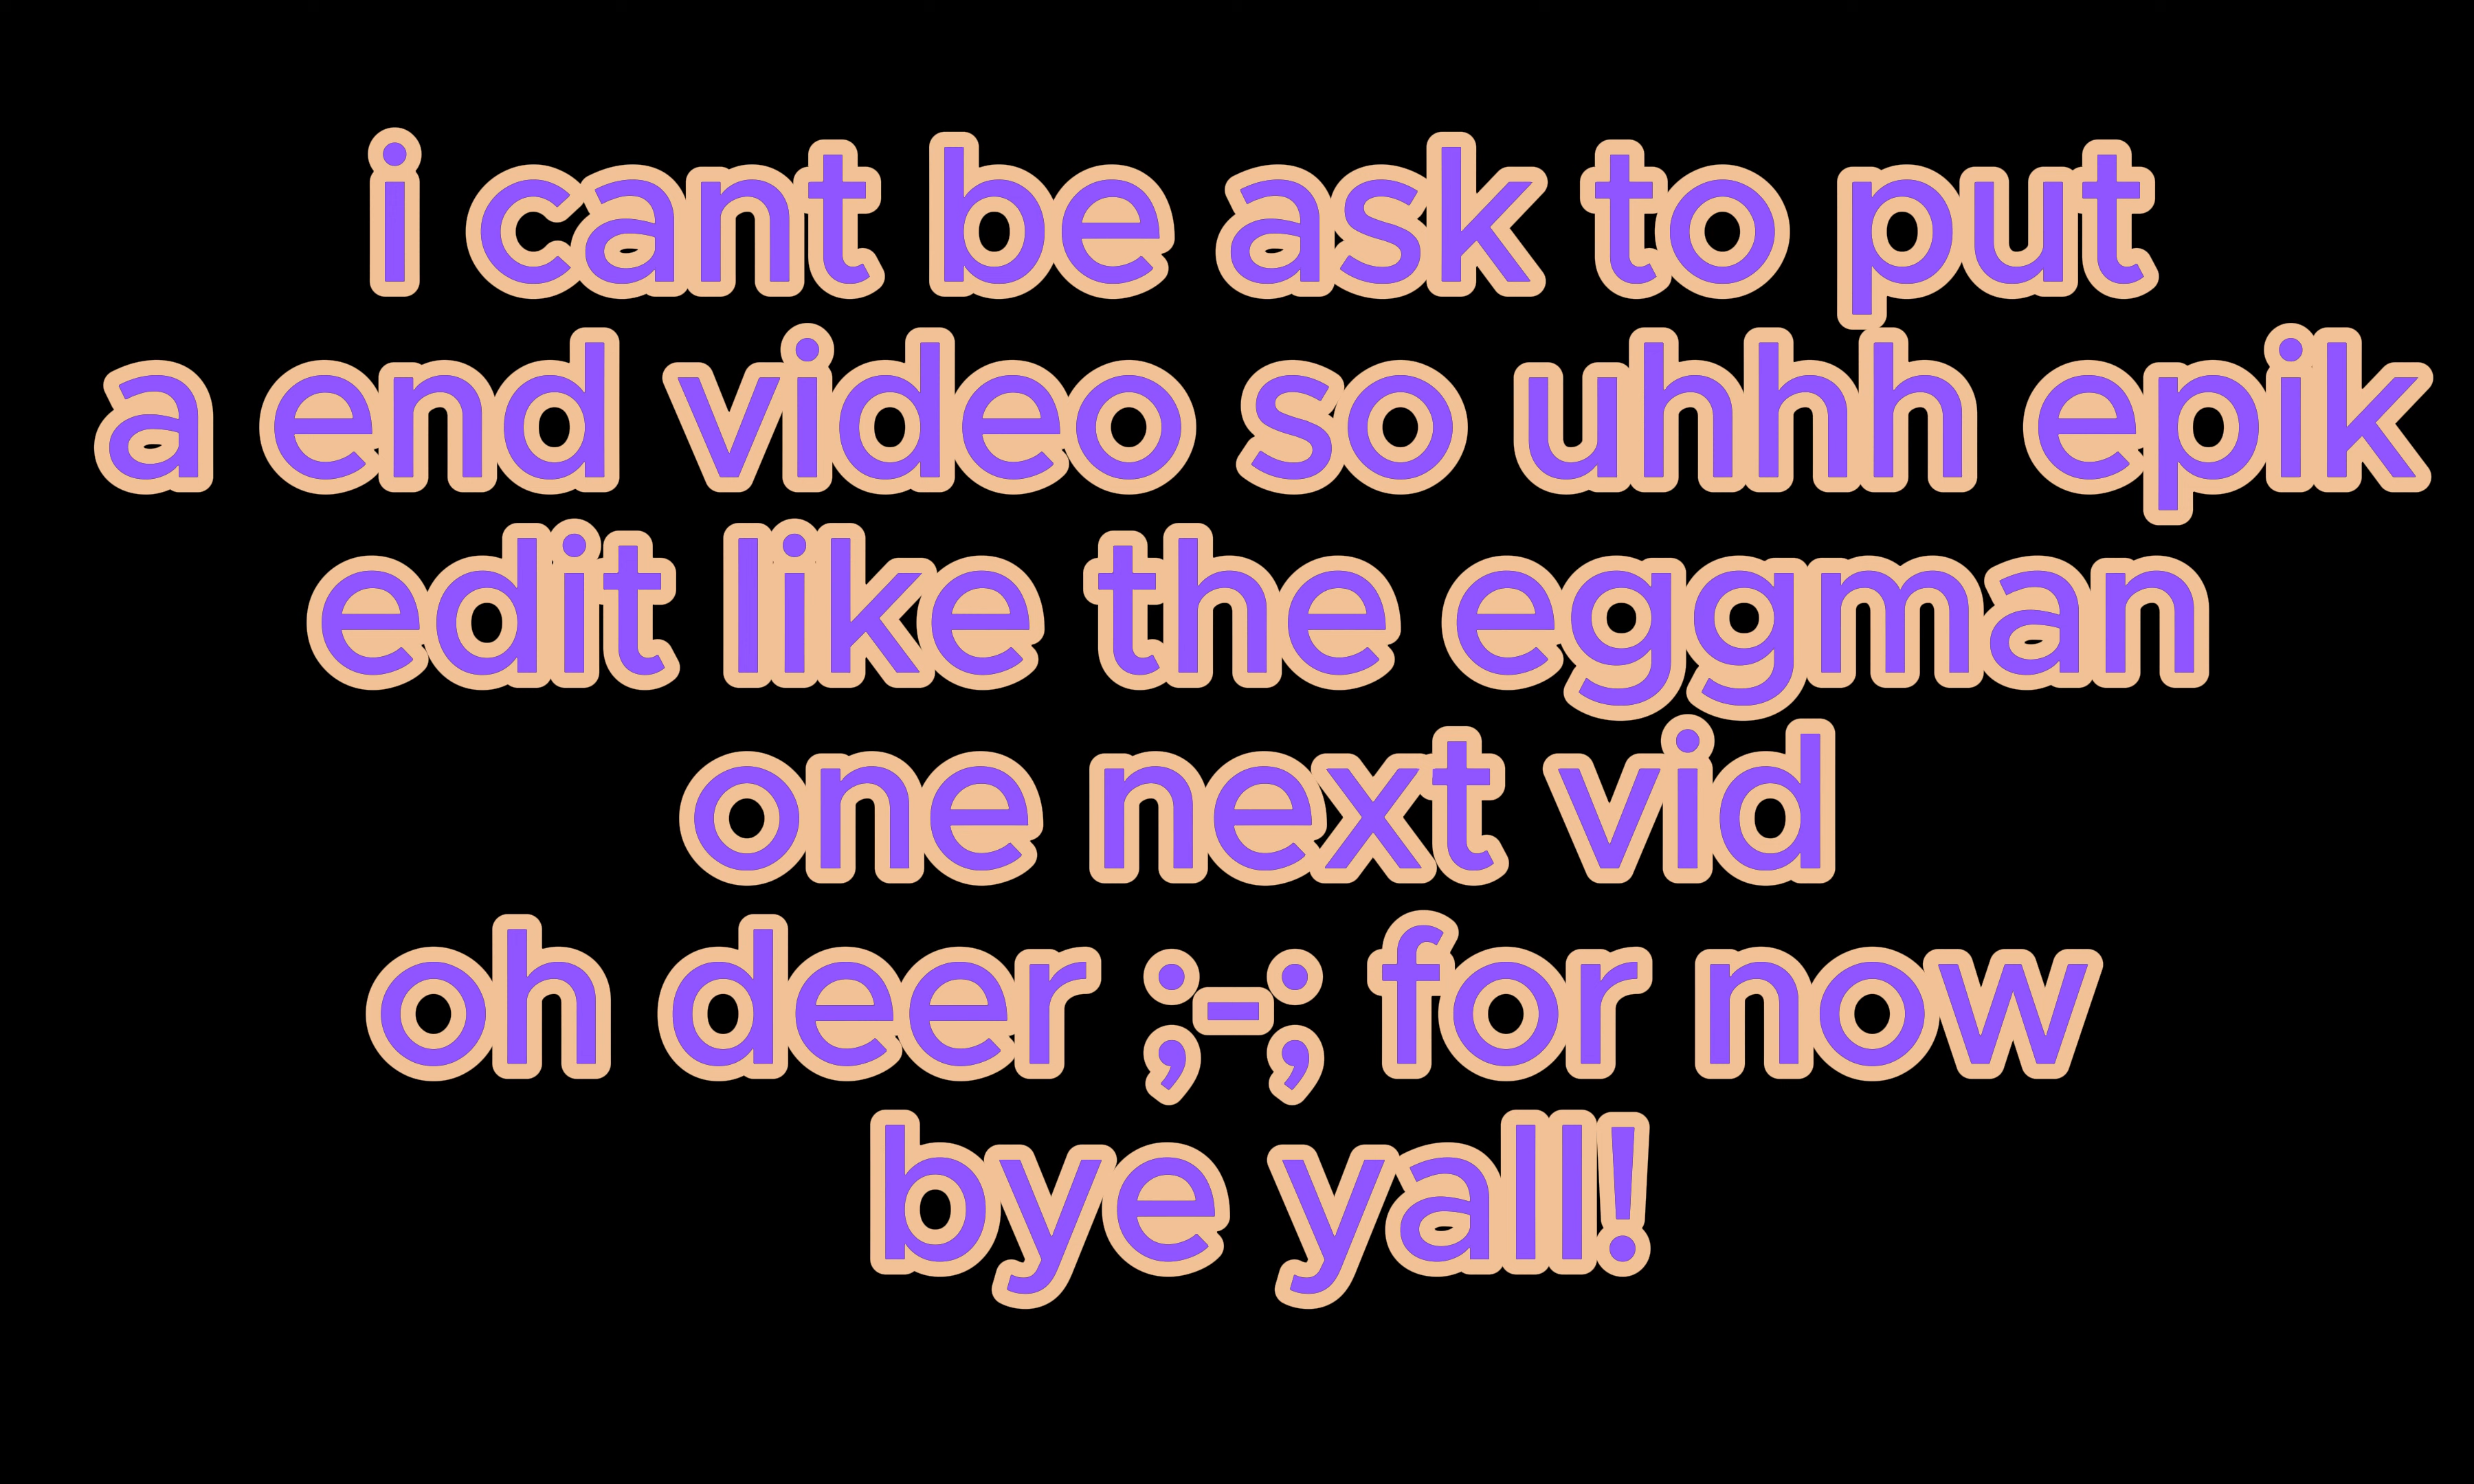 i cant be ask to put
a end video so uhhh epik
edit like the eggman
one next vid
oh deer ;-; for now
bye yall!